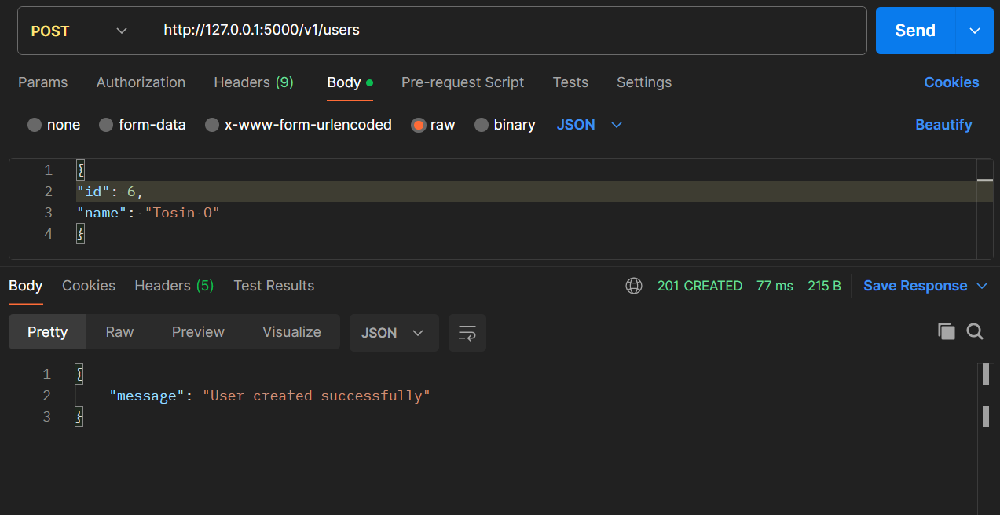 POST http://127.0.0.1:5000/v1/users Send
Params Authorization Headers (9) Body Pre-request Script Tests Settings Cookies
none form-data x-www-form-urlencoded raw binary JSON Beautify
1 {
2 "id": 6,
3 "name": "Tosin O"
4 }
Body Cookies Headers (5) Test Results 201 CREATED 77 ms 215 B Save Response
Pretty Raw Preview Visualize JSON
1 {
2 "message": "User created successfully"
3 }